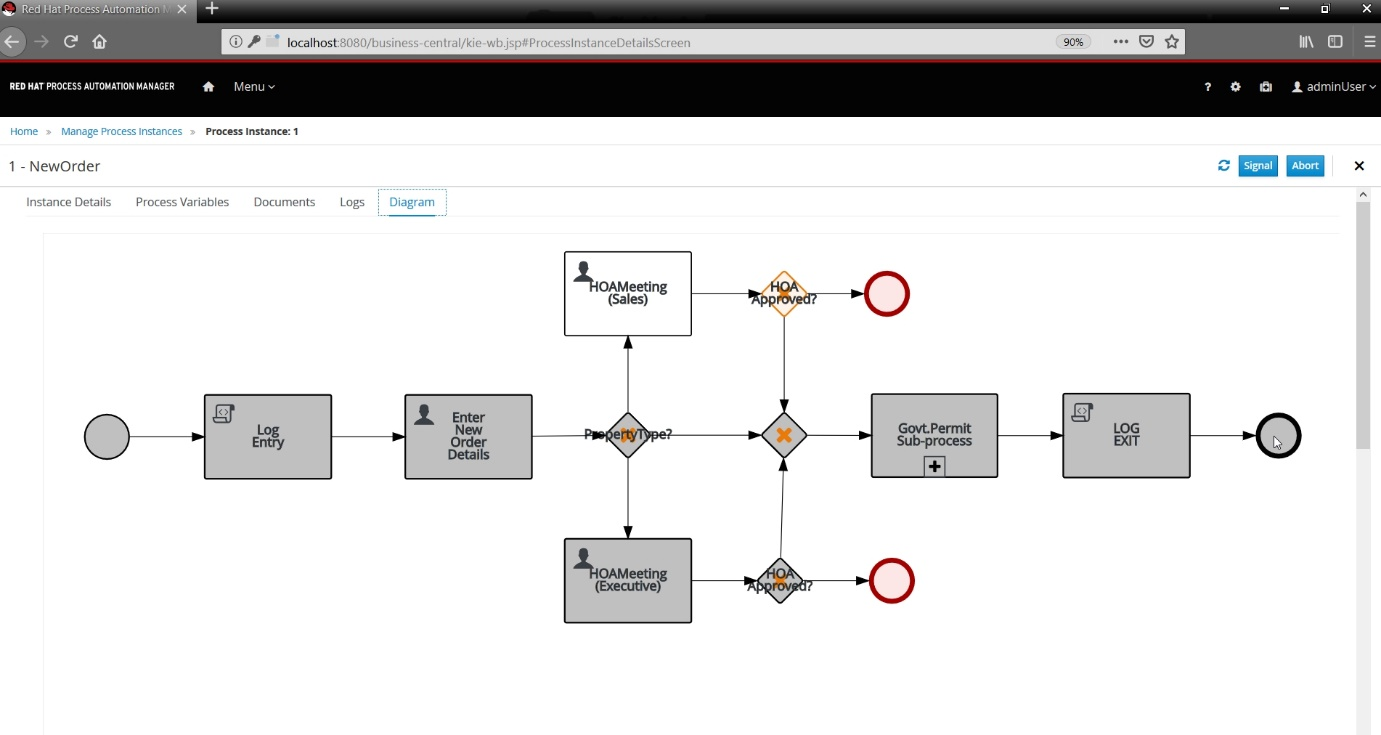 Red Hat Process Automation M
localhost:8080/business-central/kie-wb.jsp#ProcessInstanceDetailsScreen
90%
RED HAT PROCESS AUTOMATION MANAGER
Menu
?
adminUser
Home » Manage Process Instances » Process Instance: 1
1 - NewOrder
Signal
Abort
Instance Details
Process Variables
Documents
Logs
Diagram
HOAMeeting
(Sales)
HOA
Approved?
Log
Entry
Enter
New
Order
Details
PropertyType?
Govt.Permit
Sub-process
LOG
EXIT
HOAMeeting
(Executive)
HOA
Approved?